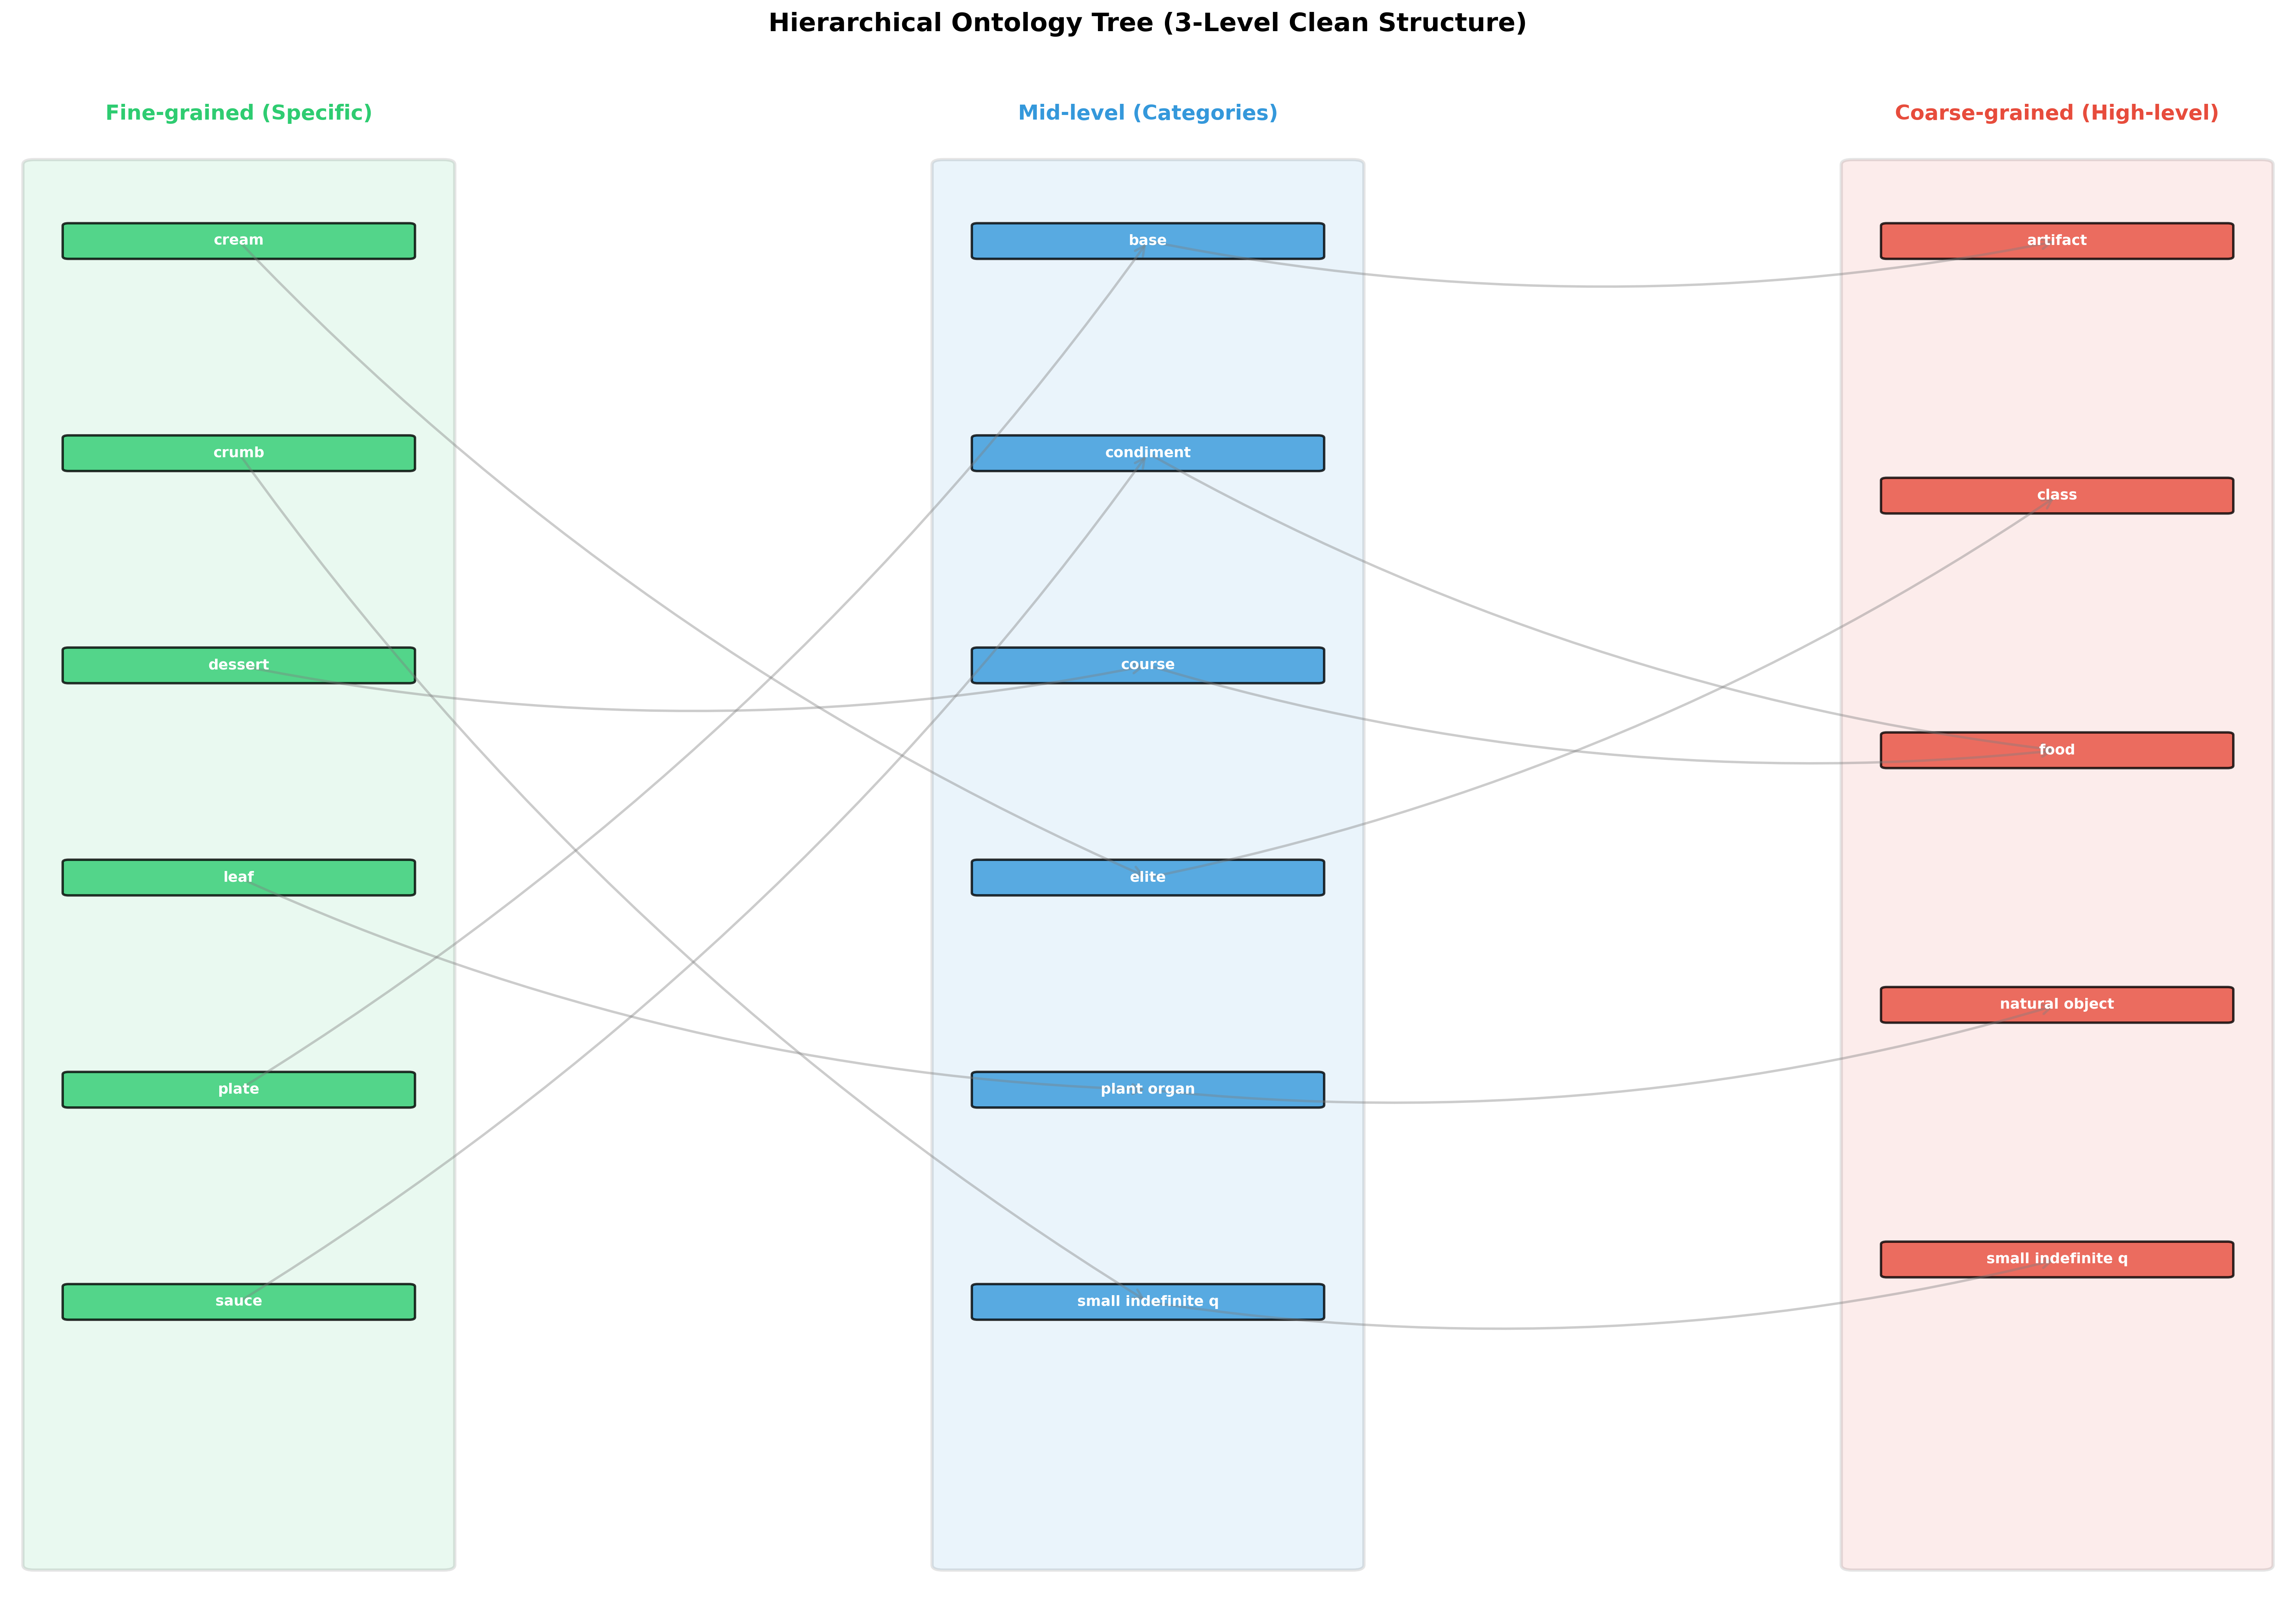 Hierarchical Ontology Tree (3-Level Clean Structure)
Fine-grained (Specific)
cream
crumb
dessert
leaf
plate
sauce
Mid-level (Categories)
base
condiment
course
elite
plant organ
small indefinite q
Coarse-grained (High-level)
artifact
class
food
natural object
small indefinite q